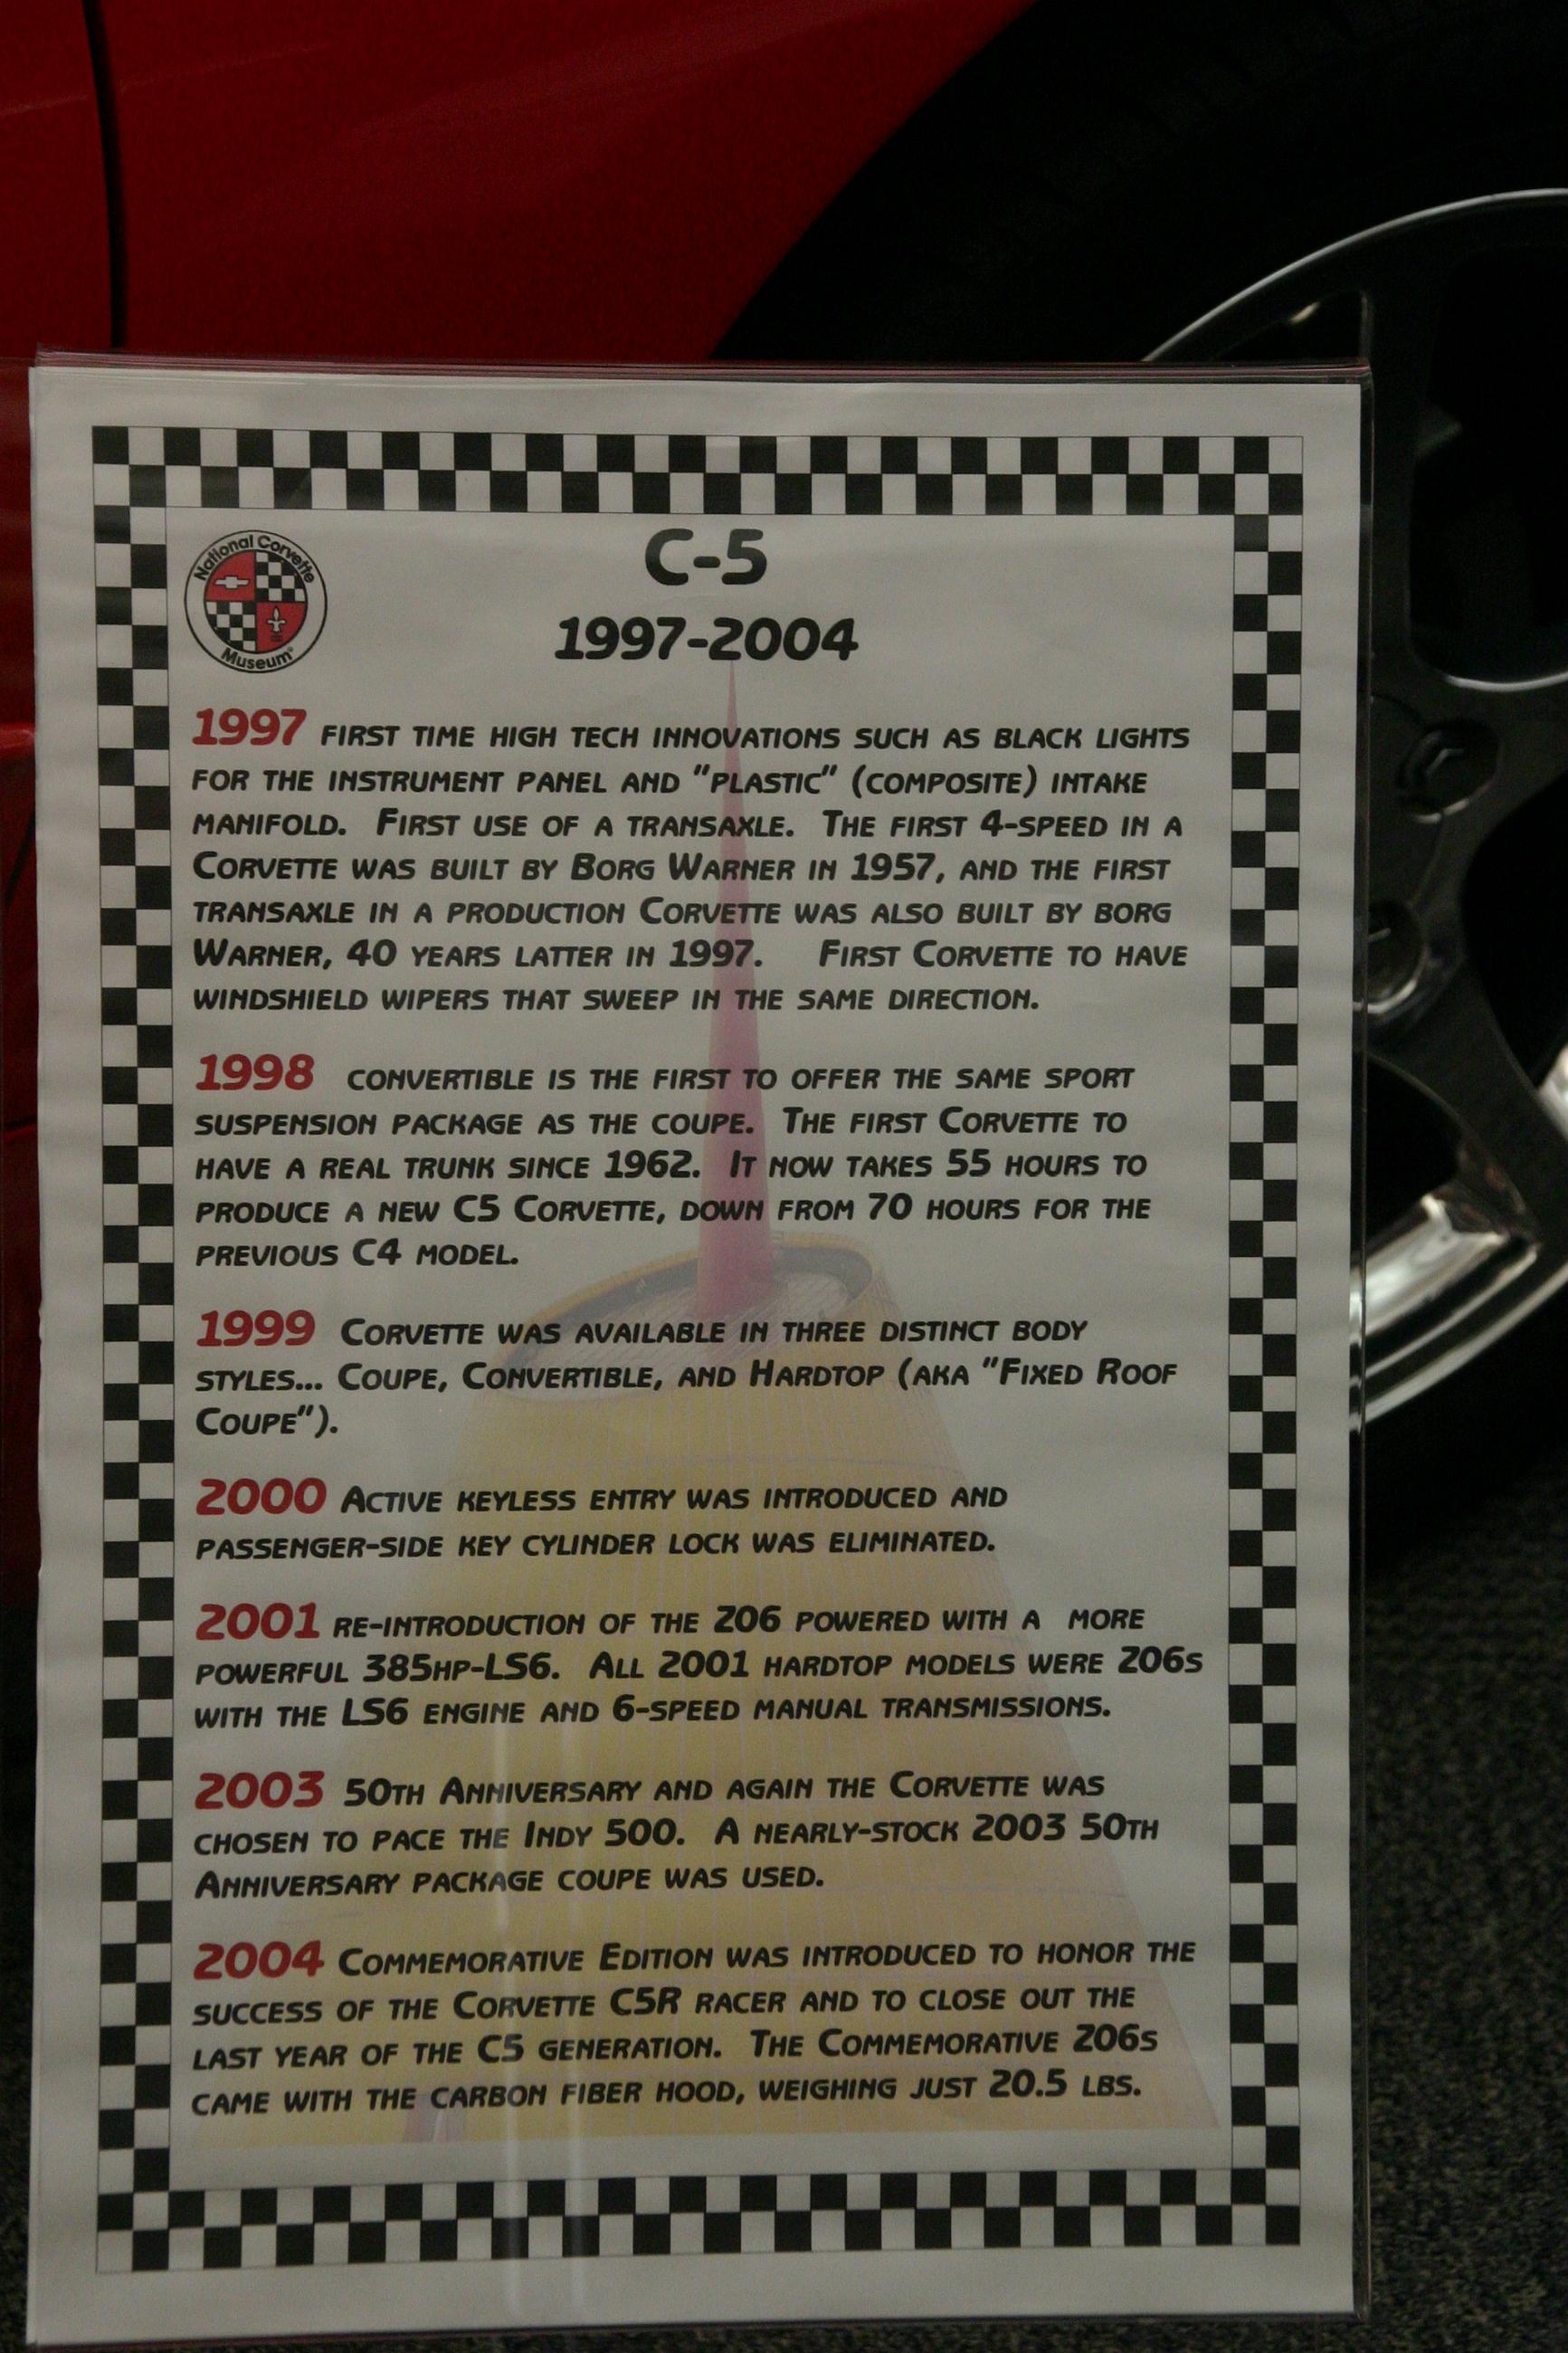 National Corvette
Museum
C-5
1997-2004
1997 FIRST TIME HIGH TECH INNOVATIONS SUCH AS BLACK LIGHTS
FOR THE INSTRUMENT PANEL AND "PLASTIC" (COMPOSITE) INTAKE
MANIFOLD. FIRST USE OF A TRANSAXLE. THE FIRST 4-SPEED IN A
CORVETTE WAS BUILT BY BORG WARNER IN 1957, AND THE FIRST
TRANSAXLE IN A PRODUCTION CORVETTE WAS ALSO BUILT BY BORG
WARNER, 40 YEARS LATTER IN 1997. FIRST CORVETTE TO HAVE
WINDSHIELD WIPERS THAT SWEEP IN THE SAME DIRECTION.
1998 CONVERTIBLE IS THE FIRST TO OFFER THE SAME SPORT
SUSPENSION PACKAGE AS THE COUPE. THE FIRST CORVETTE TO
HAVE A REAL TRUNK SINCE 1962. IT NOW TAKES 55 HOURS TO
PRODUCE A NEW C5 CORVETTE, DOWN FROM 70 HOURS FOR THE
PREVIOUS C4 MODEL.
1999 CORVETTE WAS AVAILABLE IN THREE DISTINCT BODY
STYLES... COUPE, CONVERTIBLE, AND HARDTOP (AKA "FIXED ROOF
COUPE").
2000 ACTIVE KEYLESS ENTRY WAS INTRODUCED AND
PASSENGER-SIDE KEY CYLINDER LOCK WAS ELIMINATED.
2001 RE-INTRODUCTION OF THE Z06 POWERED WITH A MORE
POWERFUL 385HP-LS6. ALL 2001 HARDTOP MODELS WERE Z06S
WITH THE LS6 ENGINE AND 6-SPEED MANUAL TRANSMISSIONS.
2003 50TH ANNIVERSARY AND AGAIN THE CORVETTE WAS
CHOSEN TO PACE THE INDY 500. A NEARLY-STOCK 2003 50TH
ANNIVERSARY PACKAGE COUPE WAS USED.
2004 COMMEMORATIVE EDITION WAS INTRODUCED TO HONOR THE
SUCCESS OF THE CORVETTE C5R RACER AND TO CLOSE OUT THE
LAST YEAR OF THE C5 GENERATION. THE COMMEMORATIVE Z06S
CAME WITH THE CARBON FIBER HOOD, WEIGHING JUST 20.5 LBS.